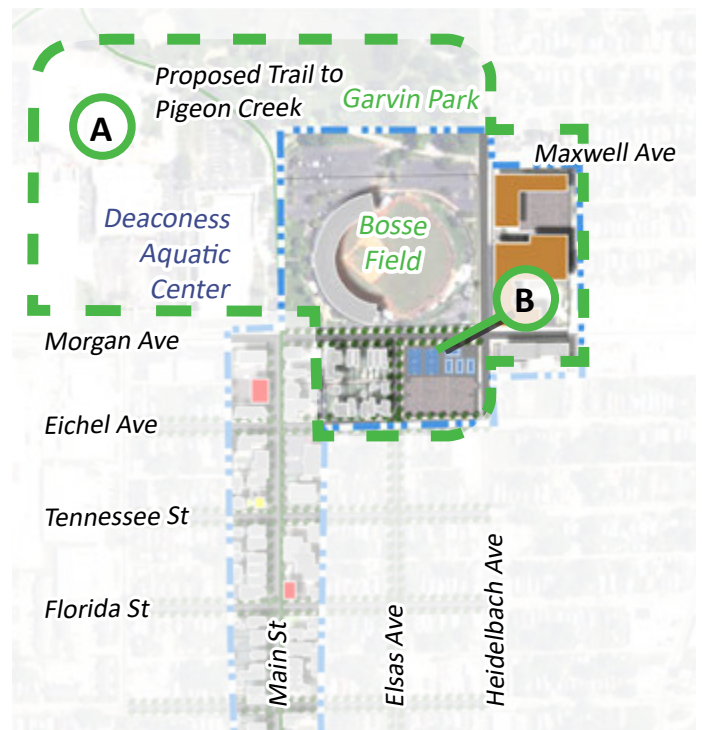 Proposed Trail to
Pigeon Creek
Garvin Park
A
Maxwell Ave
Deaconess
Aquatic
Center
Bosse
Field
B
Morgan Ave
Eichel Ave
Tennessee St
Florida St
Main St
Elsas Ave
Heidelbach Ave